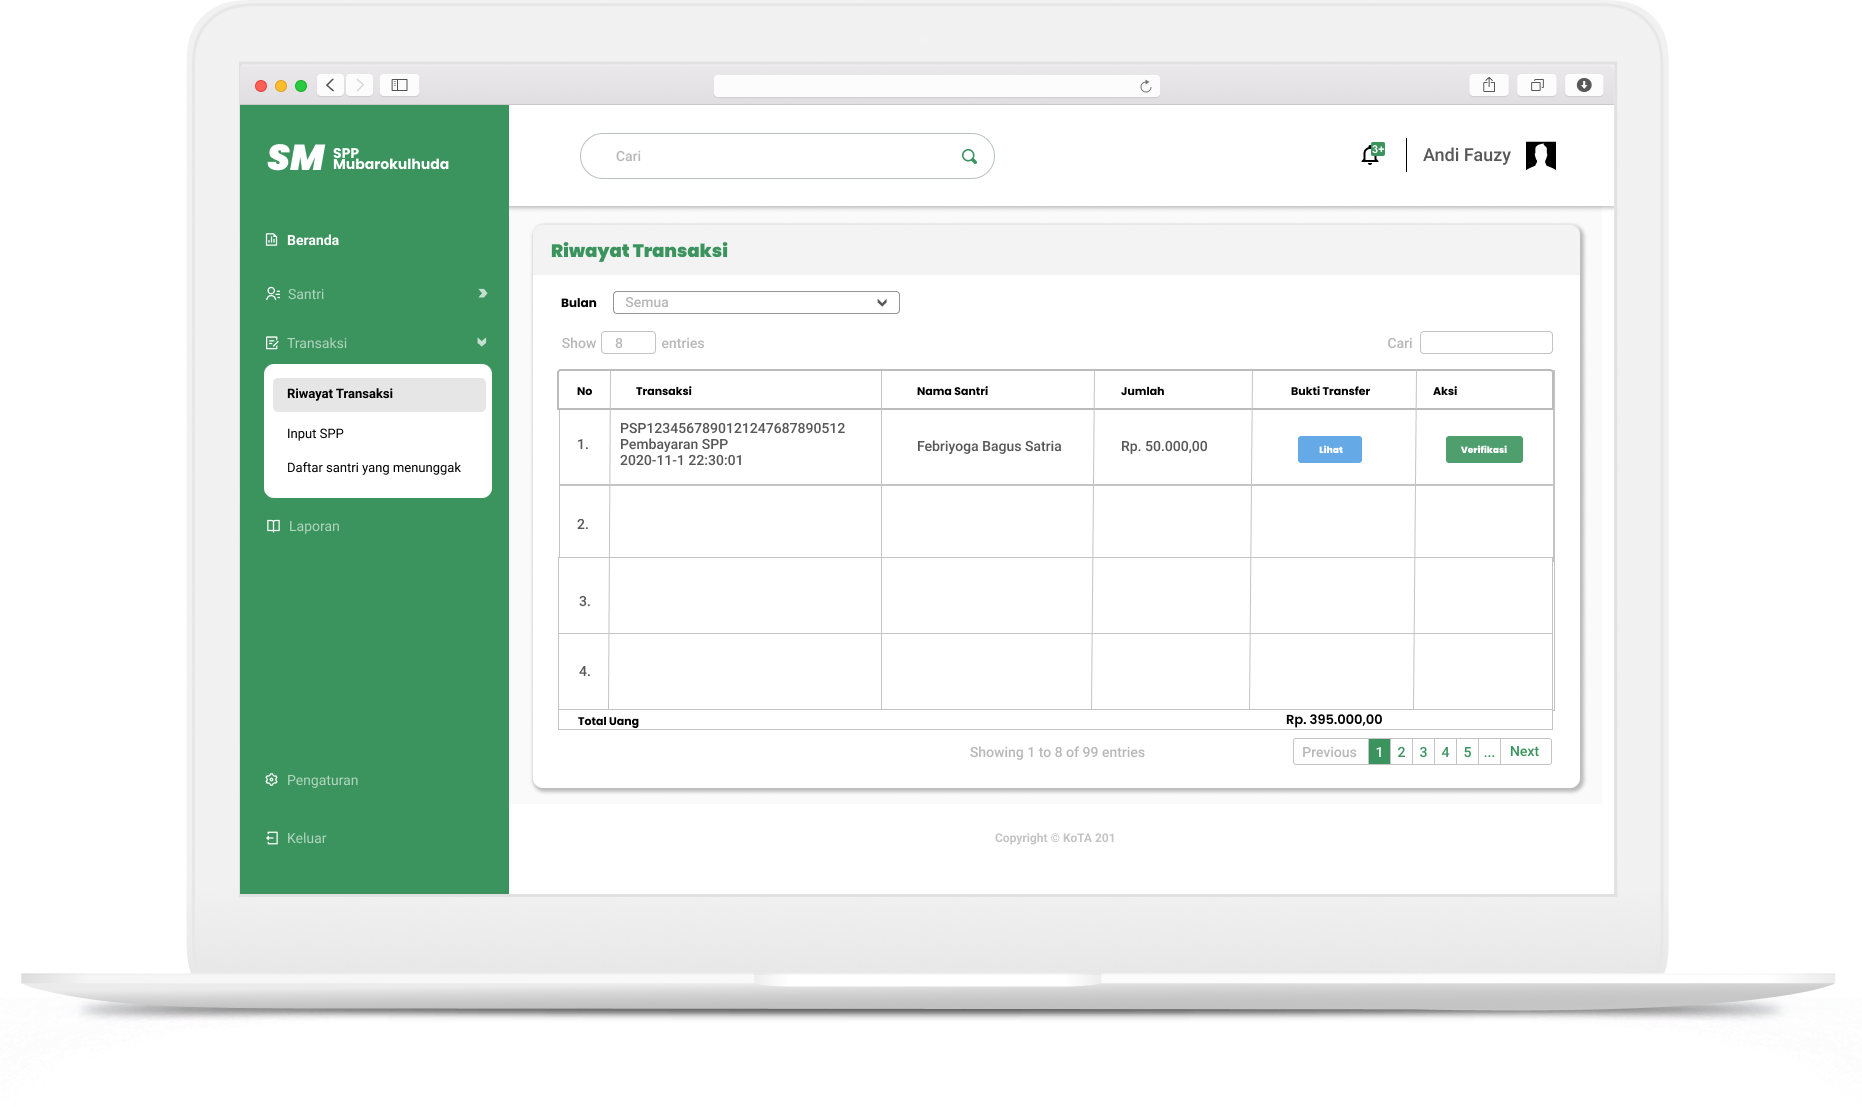 SM SPP
Mubarokulhuda
Cari
3+
Andi Fauzy
Beranda
Santri
Transaksi
Riwayat Transaksi
Input SPP
Daftar santri yang menunggak
Laporan
Pengaturan
Keluar
Riwayat Transaksi
Bulan Semua
Show 8 entries Cari
No Transaksi Nama Santri Jumlah Bukti Transfer Aksi
1. PSP1234567890121247687890512
Pembayaran SPP
2020-11-1 22:30:01
Febriyoga Bagus Satria Rp. 50.000,00 Lihat Verifikasi
2.
3.
4.
Total Uang Rp. 395.000,00
Showing 1 to 8 of 99 entries Previous 1 2 3 4 5 ... Next
Copyright © KoTA 201